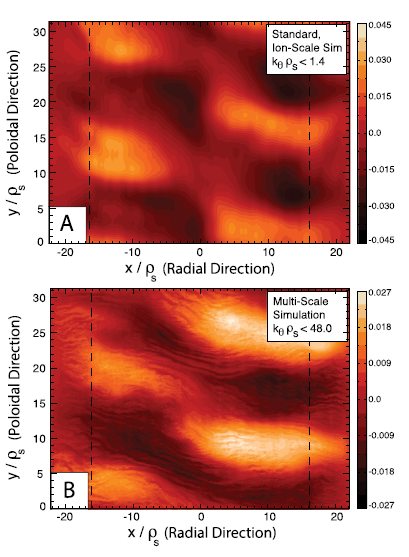 30
25
20
15
10
5
0
y / ρs (Poloidal Direction)
Standard,
Ion-Scale Sim
kθ ρs < 1.4
A
-20 -10 0 10 20
x / ρs (Radial Direction)
0.045
0.030
0.015
0.0
-0.015
-0.030
-0.045
30
25
20
15
10
5
0
y / ρs (Poloidal Direction)
Multi-Scale
Simulation
kθ ρs < 48.0
B
-20 -10 0 10 20
x / ρs (Radial Direction)
0.027
0.018
0.009
0.0
-0.009
-0.018
-0.027